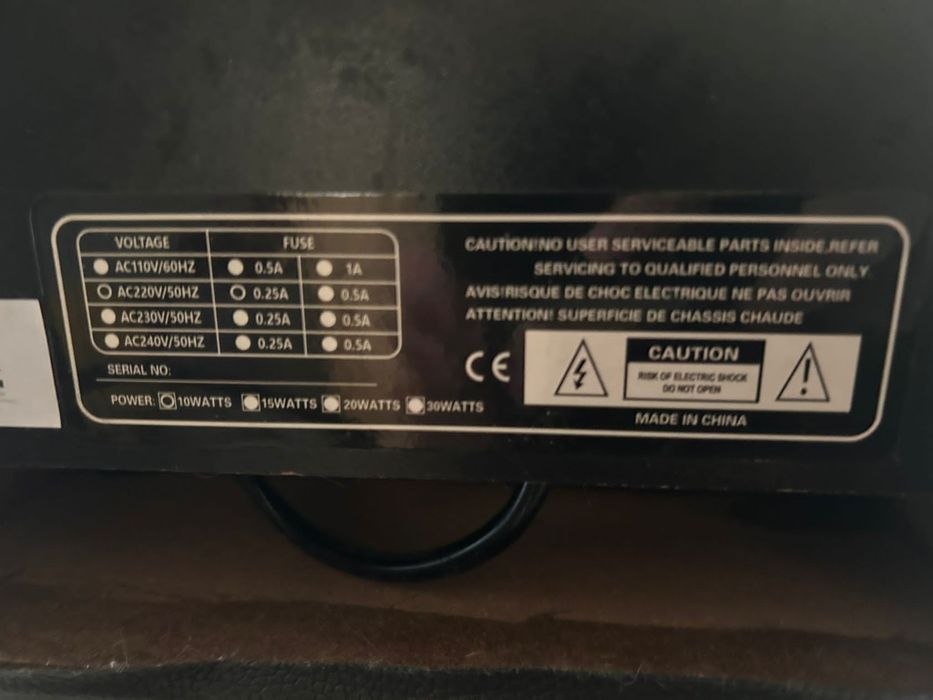 VOLTAGE FUSE
AC110V/60HZ 0.5A 1A
AC220V/50HZ 0.25A 0.5A
AC230V/50HZ 0.25A 0.5A
AC240V/50HZ 0.25A 0.5A
SERIAL NO:
POWER: 10WATTS 15WATTS 20WATTS 30WATTS
CAUTION!NO USER SERVICEABLE PARTS INSIDE.REFER
SERVICING TO QUALIFIED PERSONNEL ONLY.
AVIS!RISQUE DE CHOC ELECTRIQUE NE PAS OUVRIR
ATTENTION! SUPERFICIE DE CHASSIS CHAUDE
CE
CAUTION
RISK OF ELECTRIC SHOCK
DO NOT OPEN
!
MADE IN CHINA